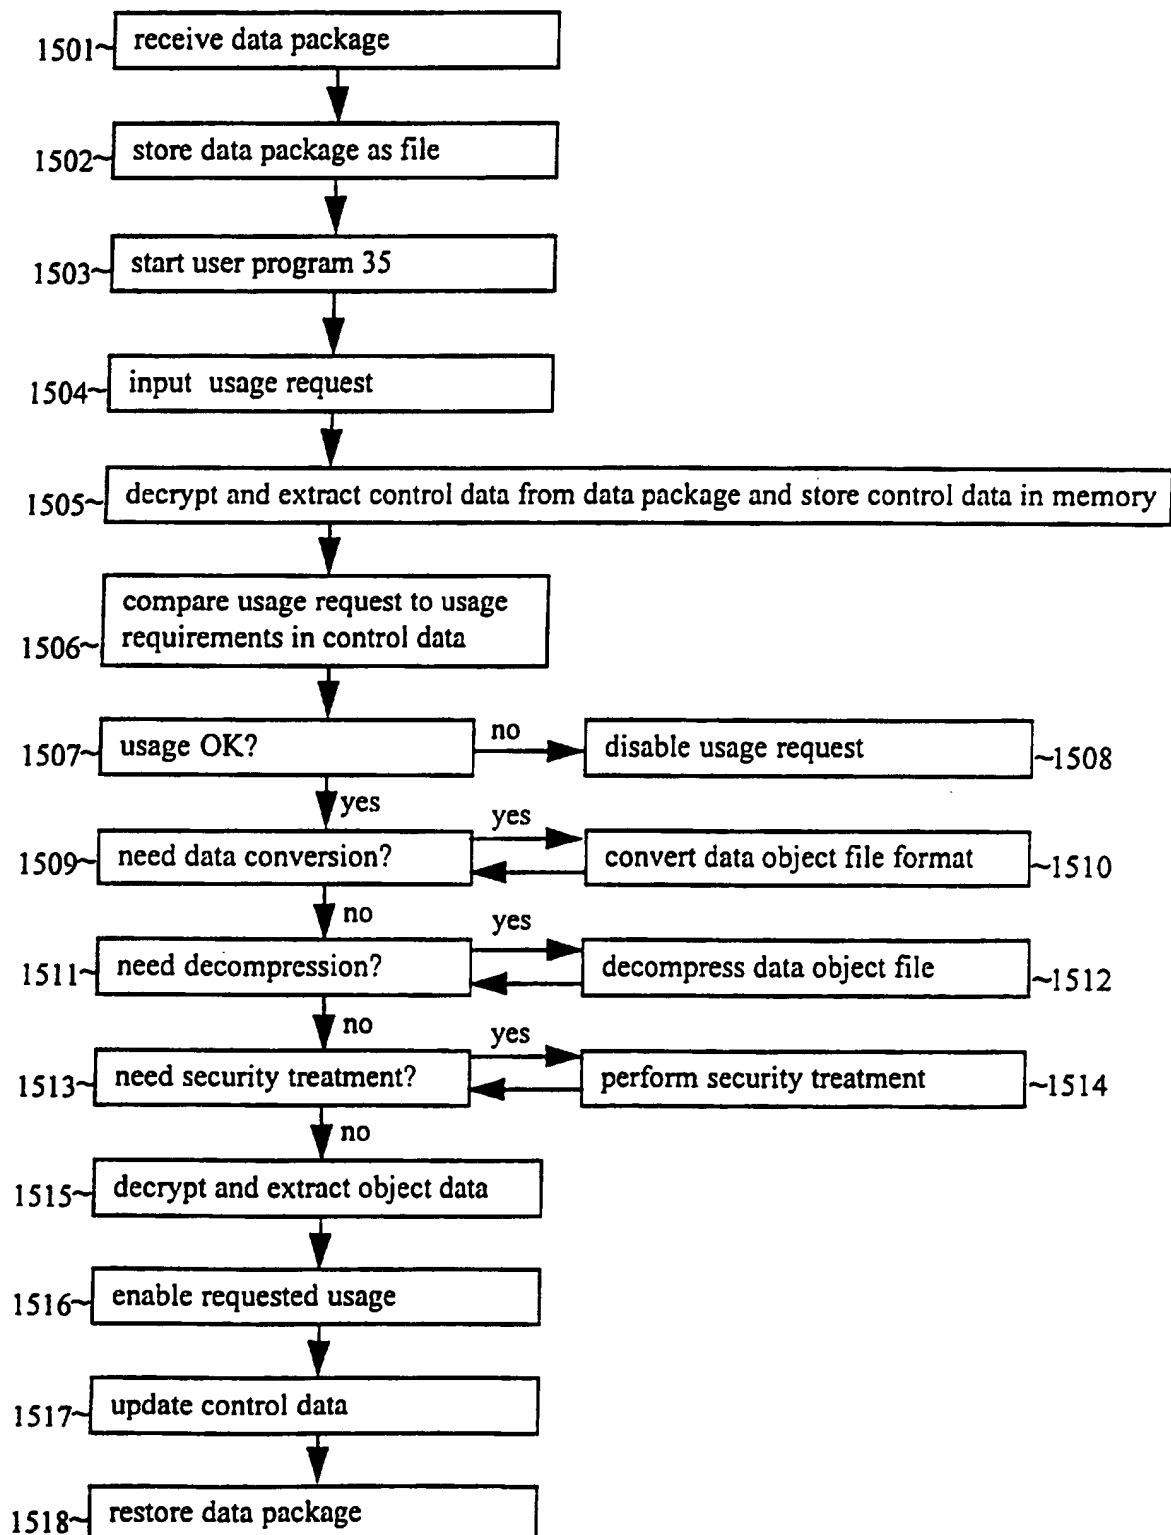 1501~ receive data package
1502~ store data package as file
1503~ start user program 35
1504~ input usage request
1505~ decrypt and extract control data from data package and store control data in memory
compare usage request to usage
1506~ requirements in control data
1507~ usage OK? no disable usage request ~1508
yes
yes
1509~ need data conversion? convert data object file format ~1510
no
yes
1511~ need decompression? decompress data object file ~1512
no
yes
1513~ need security treatment? perform security treatment ~1514
no
1515~ decrypt and extract object data
1516~ enable requested usage
1517~ update control data
1518~ restore data package